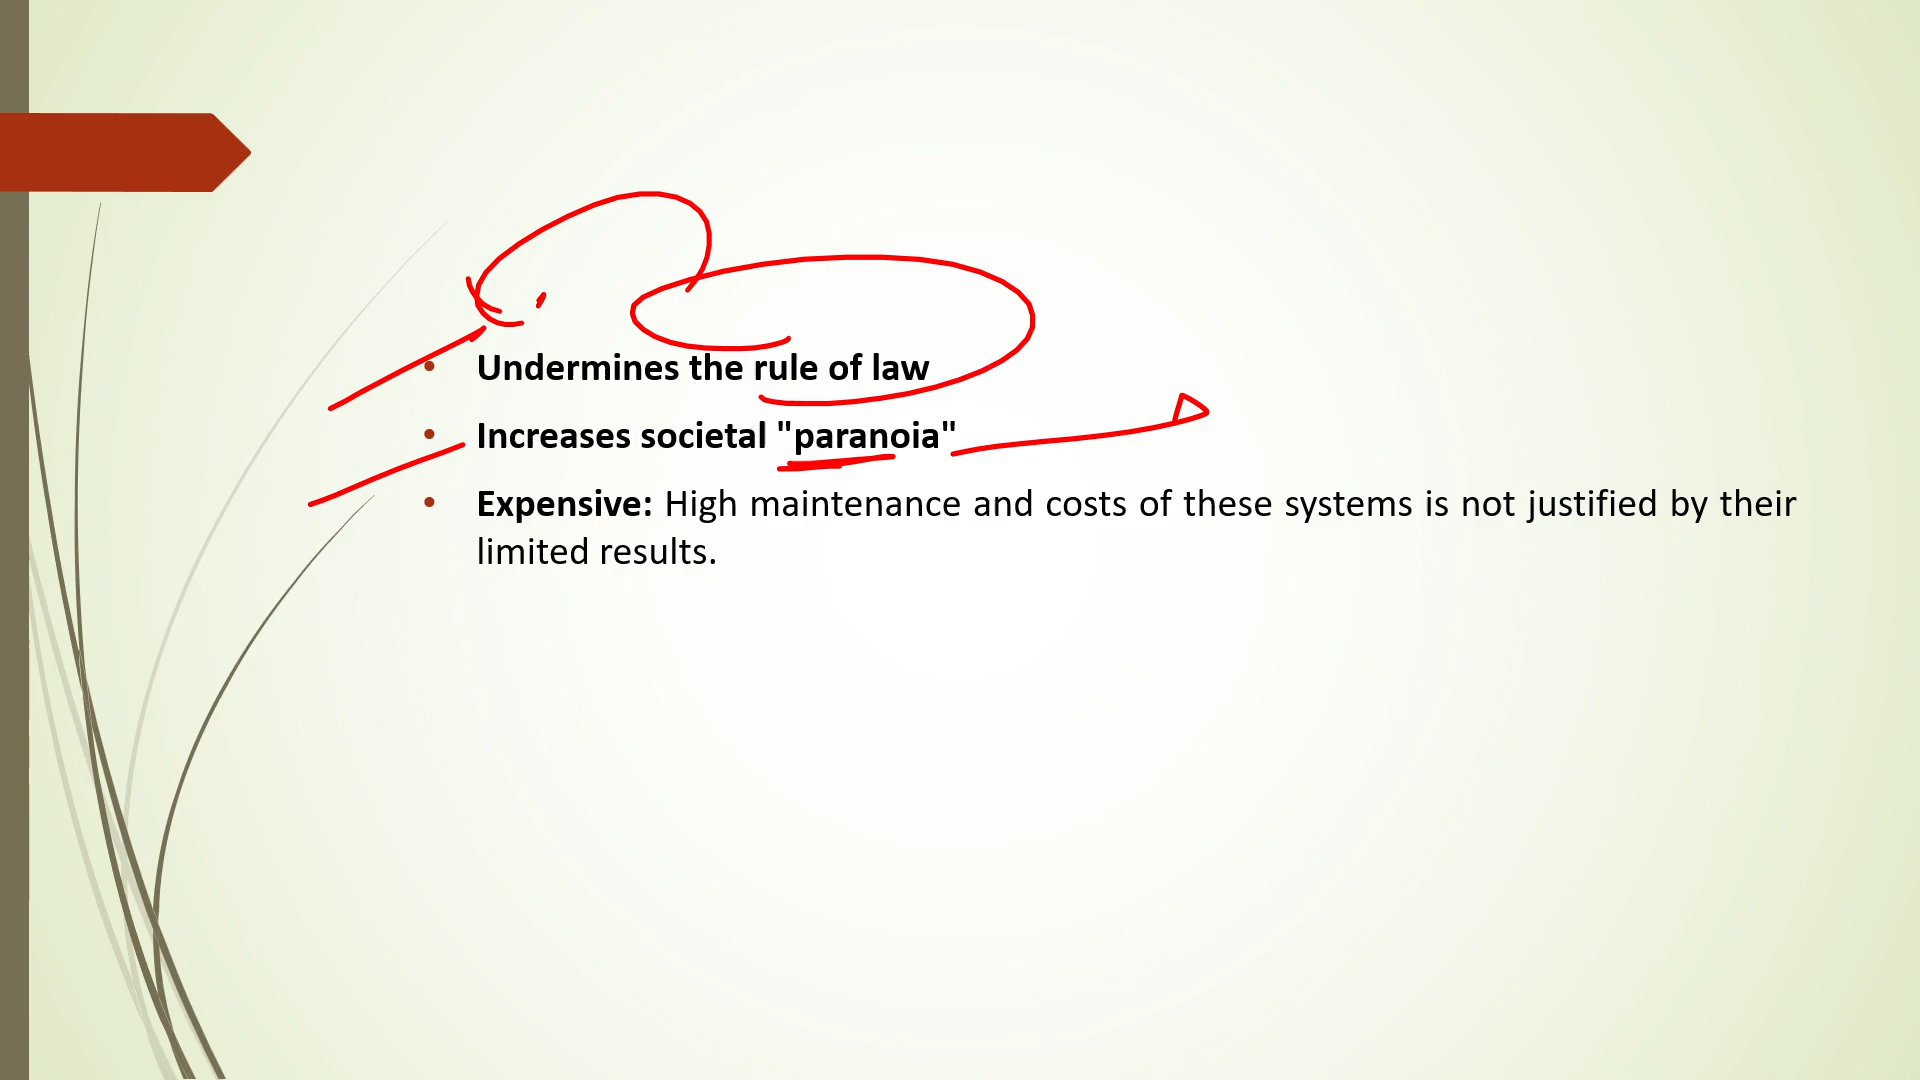 Undermines the rule of law
Increases societal "paranoia"
Expensive: High maintenance and costs of these systems is not justified by their
limited results.